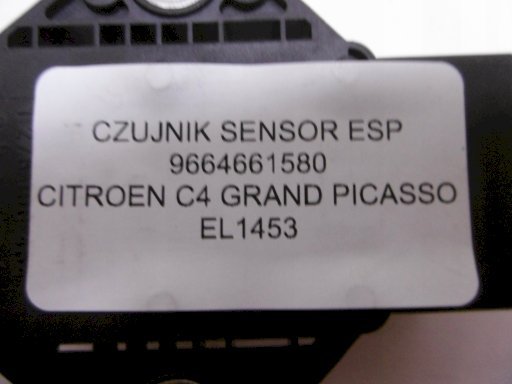 CZUJNIK SENSOR ESP
9664661580
CITROEN C4 GRAND PICASSO
EL1453